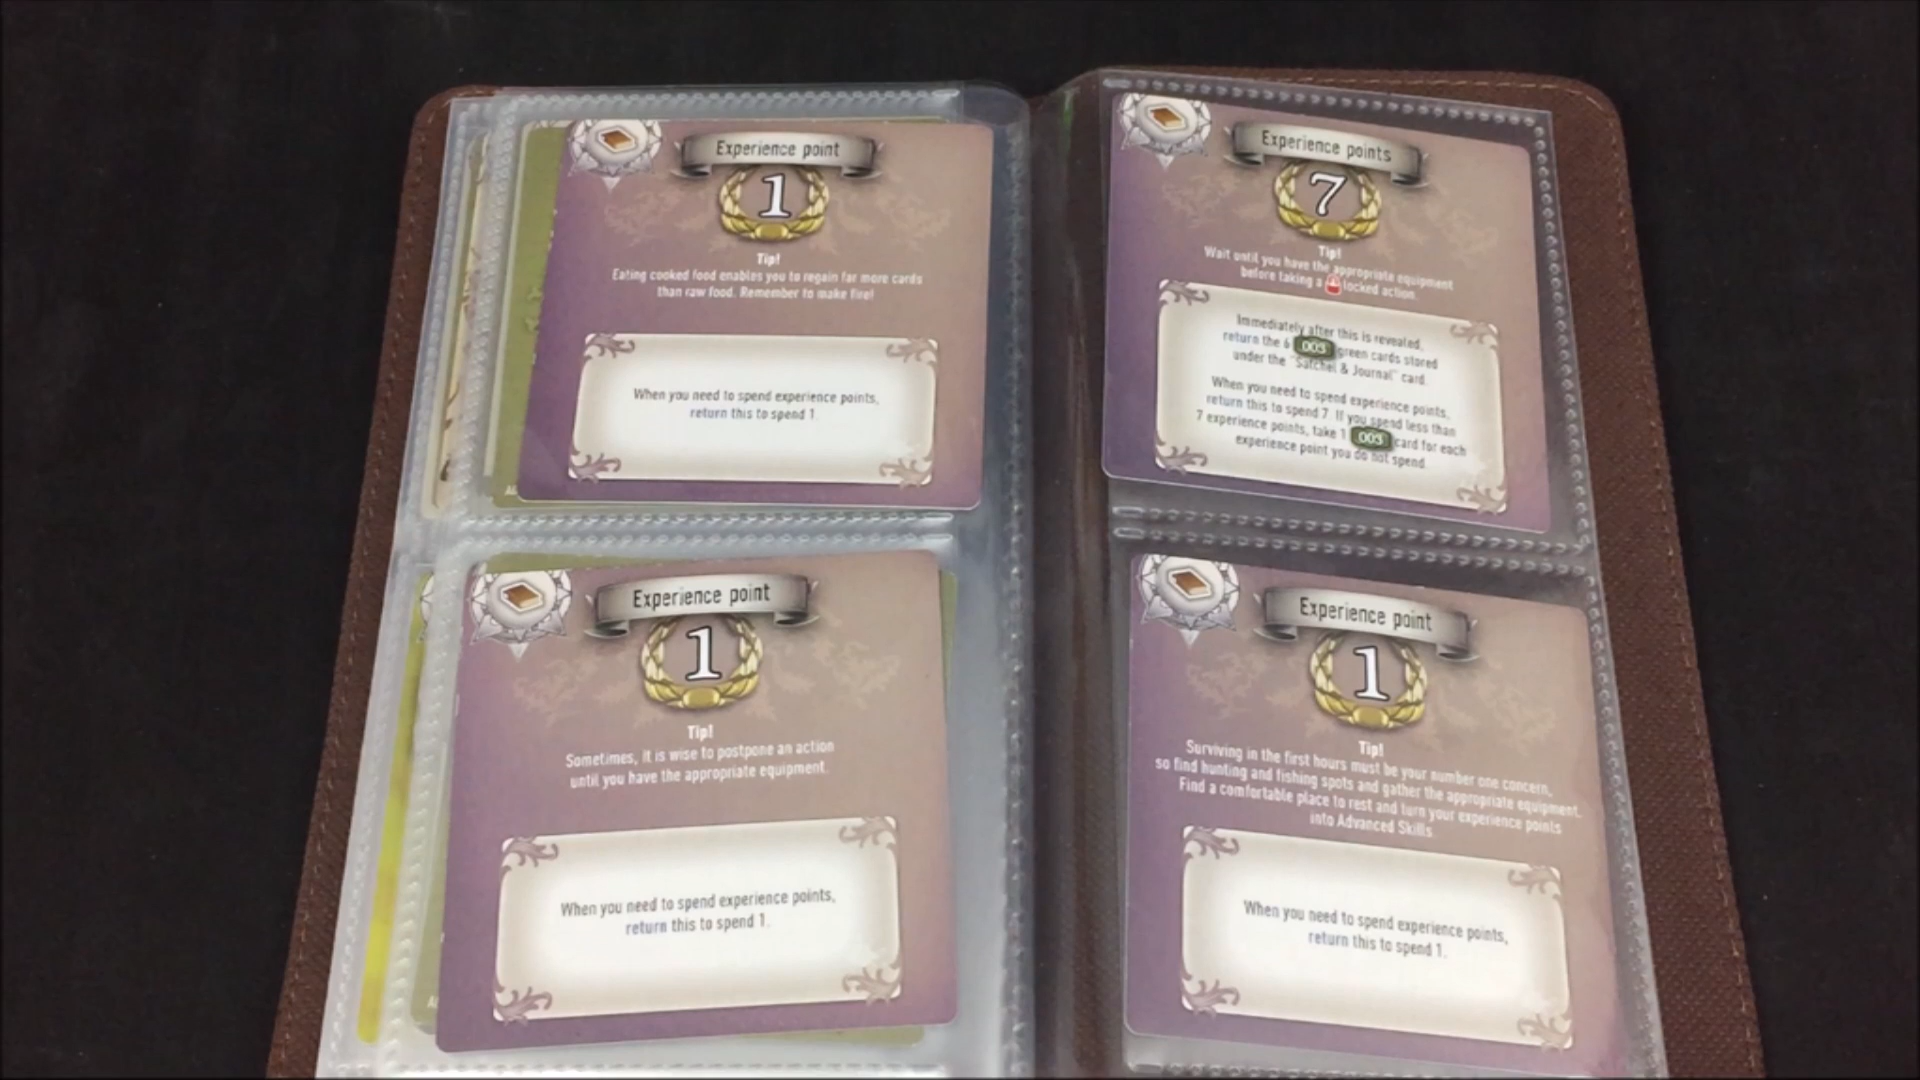 Experience point
1
Tip!
Eating cooked food enables you to regain far more cards
than raw food. Remember to make fire!
When you need to spend experience points,
return this to spend 1.
Experience points
7
Tip!
Wait until you have the appropriate equipment
before taking a locked action.
Immediately after this is revealed,
return the 6 003 green cards stored
under the "Satchel & Journal" card.
When you need to spend experience points,
return this to spend 7. If you spend less than
7 experience points, take 1 003 card for each
experience point you do not spend.
Experience point
1
Tip!
Sometimes, it is wise to postpone an action
until you have the appropriate equipment.
When you need to spend experience points,
return this to spend 1.
Experience point
1
Tip!
Surviving in the first hours must be your number one concern,
so find hunting and fishing spots and gather the appropriate equipment.
Find a comfortable place to rest and turn your experience points
into Advanced Skills.
When you need to spend experience points,
return this to spend 1.